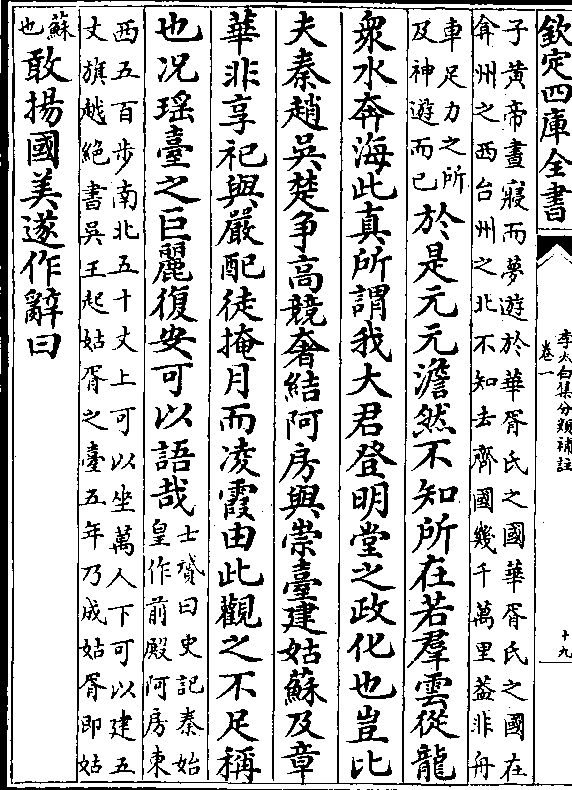 欽定四庫全書
李太白集分類補註
卷一
十九
子黄帝晝寢而夢遊於華胥氏之國華胥氏之國在
弇州之西台州之北不知去齊國幾千萬里葢非舟
車足力之所
及神遊而已
於是元元澹然不知所在若羣雲從龍
衆水奔海此真所謂我大君登明堂之政化也豈比
夫秦趙吳楚爭高競奢結阿房與崇臺建姑蘇及章
華非享祀與嚴配徒掩月而凌霞由此觀之不足稱
也况瑶臺之巨麗復安可以語哉
士贇曰史記秦始
皇作前殿阿房東
西五百步南北五十丈上可以坐萬人下可以建五
丈旗越絶書吳王起姑胥之臺五年乃成姑胥即姑
蘇
也
敢揚國美遂作辭曰